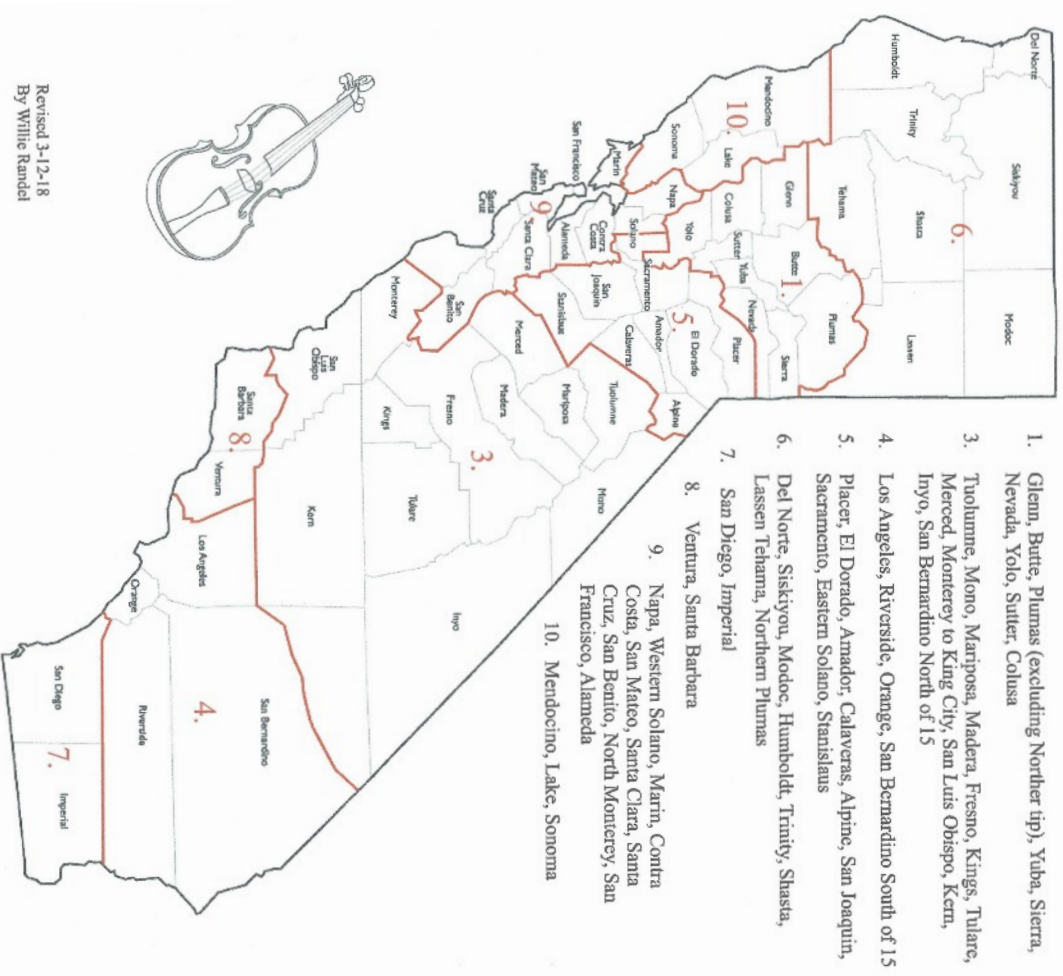 1. Glenn, Butte, Plumas (excluding Norther tip), Yuba, Sierra,
Nevada, Yolo, Sutter, Colusa
3. Tuolumne, Mono, Mariposa, Madera, Fresno, Kings, Tulare,
Merced, Monterey to King City, San Luis Obispo, Kern,
Inyo, San Bernardino North of 15
4. Los Angeles, Riverside, Orange, San Bernardino South of 15
5. Placer, El Dorado, Amador, Calaveras, Alpine, San Joaquin,
Sacramento, Eastern Solano, Stanislaus
6. Del Norte, Siskiyou, Modoc, Humboldt, Trinity, Shasta,
Lassen Tehama, Northern Plumas
7. San Diego, Imperial
8. Ventura, Santa Barbara
9. Napa, Western Solano, Marin, Contra
Costa, San Mateo, Santa Clara, Santa
Cruz, San Benito, North Monterey, San
Francisco, Alameda
10. Mendocino, Lake, Sonoma
Del Norte
Siskiyou
Modoc
6.
Humboldt
Trinity
Shasta
Lassen
Tehama
Plumas
10.
Mendocino
Glenn
Butte
1.
Sierra
Lake
Colusa
Sutter
Yuba
Nevada
Placer
Sonoma
Napa
Yolo
El Dorado
5.
Marin
Solano
Sacramento
Amador
Alpine
San Francisco
Contra
Costa
San
Joaquin
Calaveras
Tuolumne
Mono
San
Mateo
9.
Alameda
Stanislaus
Mariposa
Santa
Cruz
Santa Clara
Merced
Madera
San
Benito
Fresno
3.
Inyo
Monterey
Kings
Tulare
San
Luis
Obispo
Kern
Santa
Barbara
8.
Ventura
Los Angeles
San Bernardino
4.
Orange
Riverside
San Diego
7.
Imperial
Revised 3-12-18
By Willie Randel